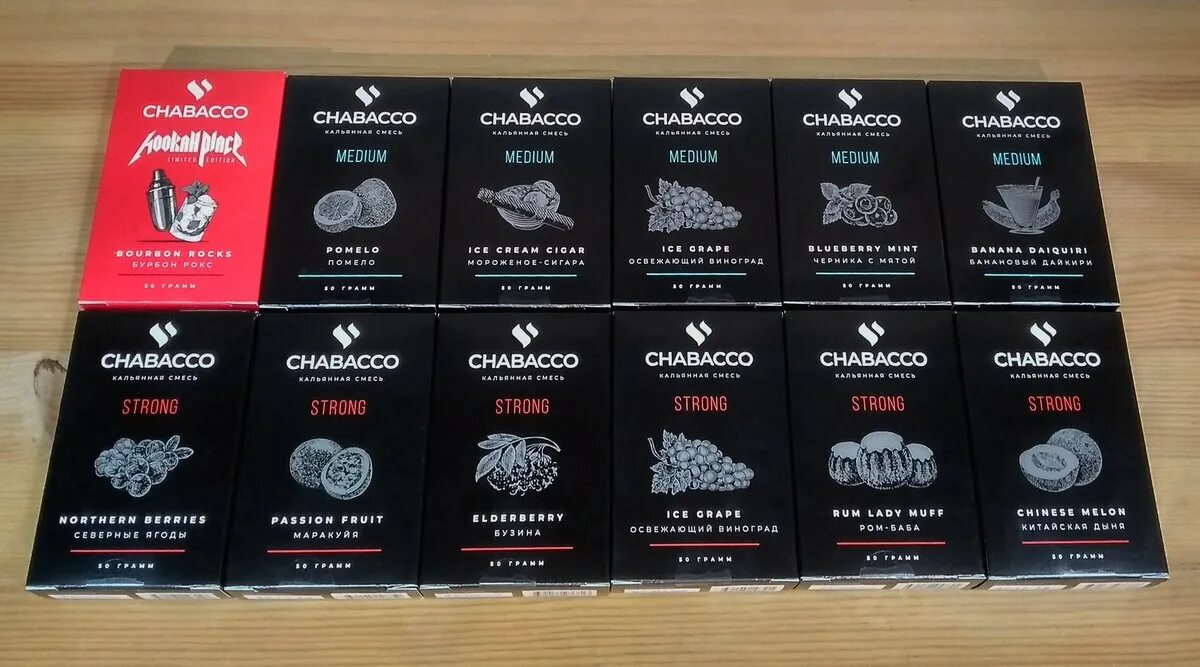 CHABACCO
HOOKAH PLACE
LIMITED EDITION
BOURBON ROCKS
БУРБОН РОКС
50 ГРАММ
CHABACCO
КАЛЬЯННАЯ СМЕСЬ
MEDIUM
POMELO
ПОМЕЛО
50 ГРАММ
CHABACCO
КАЛЬЯННАЯ СМЕСЬ
MEDIUM
ICE CREAM CIGAR
МОРОЖЕНОЕ-СИГАРА
50 ГРАММ
CHABACCO
КАЛЬЯННАЯ СМЕСЬ
MEDIUM
ICE GRAPE
ОСВЕЖАЮЩИЙ ВИНОГРАД
50 ГРАММ
CHABACCO
КАЛЬЯННАЯ СМЕСЬ
MEDIUM
BLUEBERRY MINT
ЧЕРНИКА С МЯТОЙ
50 ГРАММ
CHABACCO
КАЛЬЯННАЯ СМЕСЬ
MEDIUM
BANANA DAIQUIRI
БАНАНОВЫЙ ДАЙКИРИ
50 ГРАММ
CHABACCO
КАЛЬЯННАЯ СМЕСЬ
STRONG
NORTHERN BERRIES
СЕВЕРНЫЕ ЯГОДЫ
50 ГРАММ
CHABACCO
КАЛЬЯННАЯ СМЕСЬ
STRONG
PASSION FRUIT
МАРАКУЙЯ
50 ГРАММ
CHABACCO
КАЛЬЯННАЯ СМЕСЬ
STRONG
ELDERBERRY
БУЗИНА
50 ГРАММ
CHABACCO
КАЛЬЯННАЯ СМЕСЬ
STRONG
ICE GRAPE
ОСВЕЖАЮЩИЙ ВИНОГРАД
50 ГРАММ
CHABACCO
КАЛЬЯННАЯ СМЕСЬ
STRONG
RUM LADY MUFF
РОМ-БАБА
50 ГРАММ
CHABACCO
КАЛЬЯННАЯ СМЕСЬ
STRONG
CHINESE MELON
КИТАЙСКАЯ ДЫНЯ
50 ГРАММ